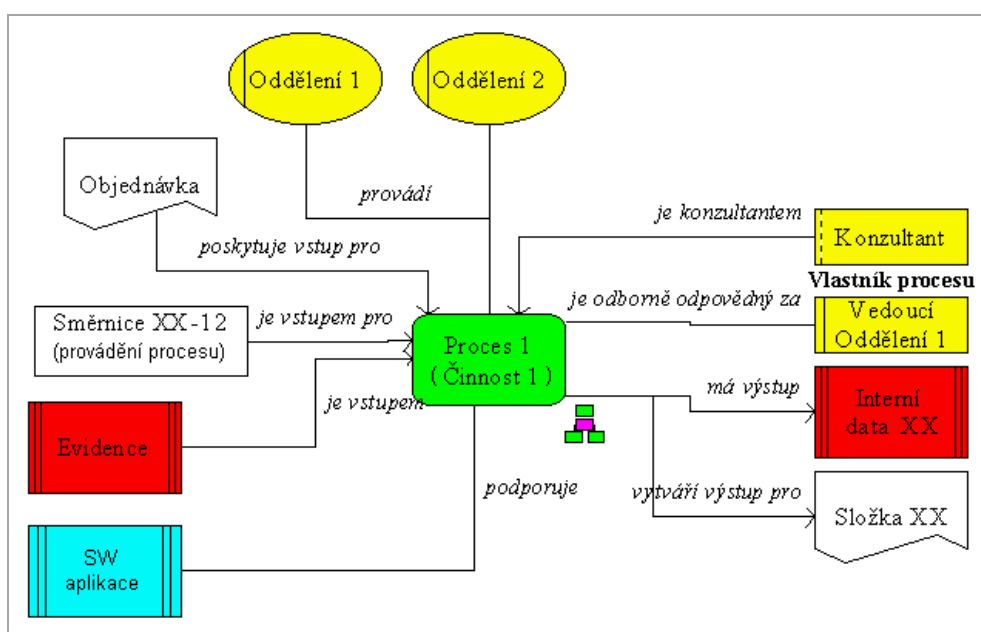 Oddělení 1
Oddělení 2
Objednávka
provádí
je konzultantem
poskytuje vstup pro
Konzultant
Vlastník procesu
Směrnice XX-12
(provádění procesu)
je vstupem pro
je odborně odpovědný za
Vedoucí
Oddělení 1
Proces 1
( Činnost 1 )
má výstup
Interní
data XX
je vstupem
Evidence
podporuje
vytváří výstup pro
Složka XX
SW
aplikace